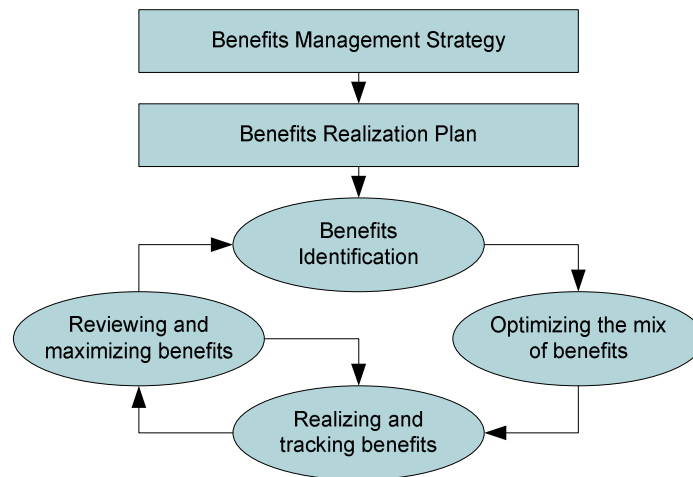 Benefits Management Strategy
Benefits Realization Plan
Benefits
Identification
Reviewing and
maximizing benefits
Optimizing the mix
of benefits
Realizing and
tracking benefits